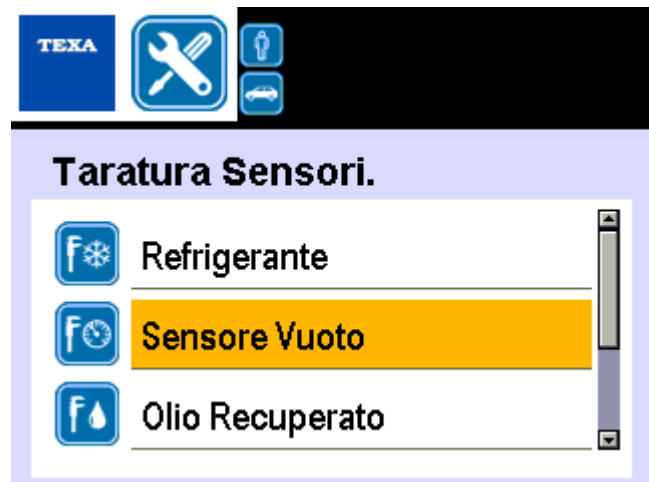 TEXA
Taratura Sensori.
Refrigerante
Sensore Vuoto
Olio Recuperato